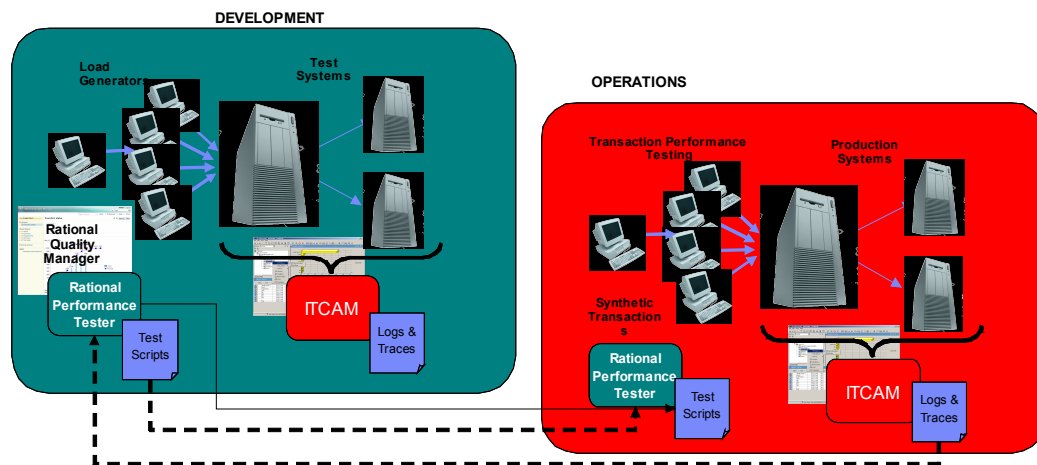 DEVELOPMENT
Load
Generators
Test
Systems
Rational
Quality
Manager
Rational
Performance
Tester
Test
Scripts
ITCAM
Logs &
Traces
OPERATIONS
Transaction Performance
Testing
Production
Systems
Synthetic
Transaction
s
Rational
Performance
Tester
Test
Scripts
ITCAM
Logs &
Traces